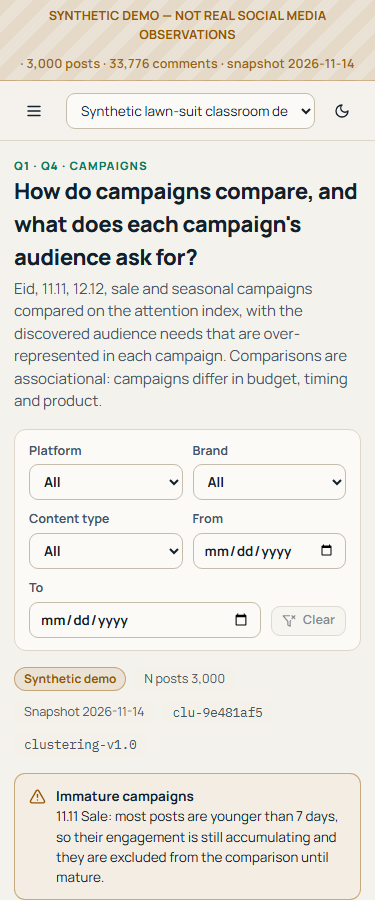 SYNTHETIC DEMO — NOT REAL SOCIAL MEDIA
OBSERVATIONS
· 3,000 posts · 33,776 comments · snapshot 2026-11-14
Synthetic lawn-suit classroom de
Q1 · Q4 · CAMPAIGNS
How do campaigns compare, and
what does each campaign's
audience ask for?
Eid, 11.11, 12.12, sale and seasonal campaigns
compared on the attention index, with the
discovered audience needs that are over-
represented in each campaign. Comparisons are
associational: campaigns differ in budget, timing
and product.
Platform Brand
All All
Content type From
All mm/dd/yyyy
To
mm/dd/yyyy Clear
Synthetic demo N posts 3,000
Snapshot 2026-11-14 clu-9e481af5
clustering-v1.0
Immature campaigns
11.11 Sale: most posts are younger than 7 days,
so their engagement is still accumulating and
they are excluded from the comparison until
mature.